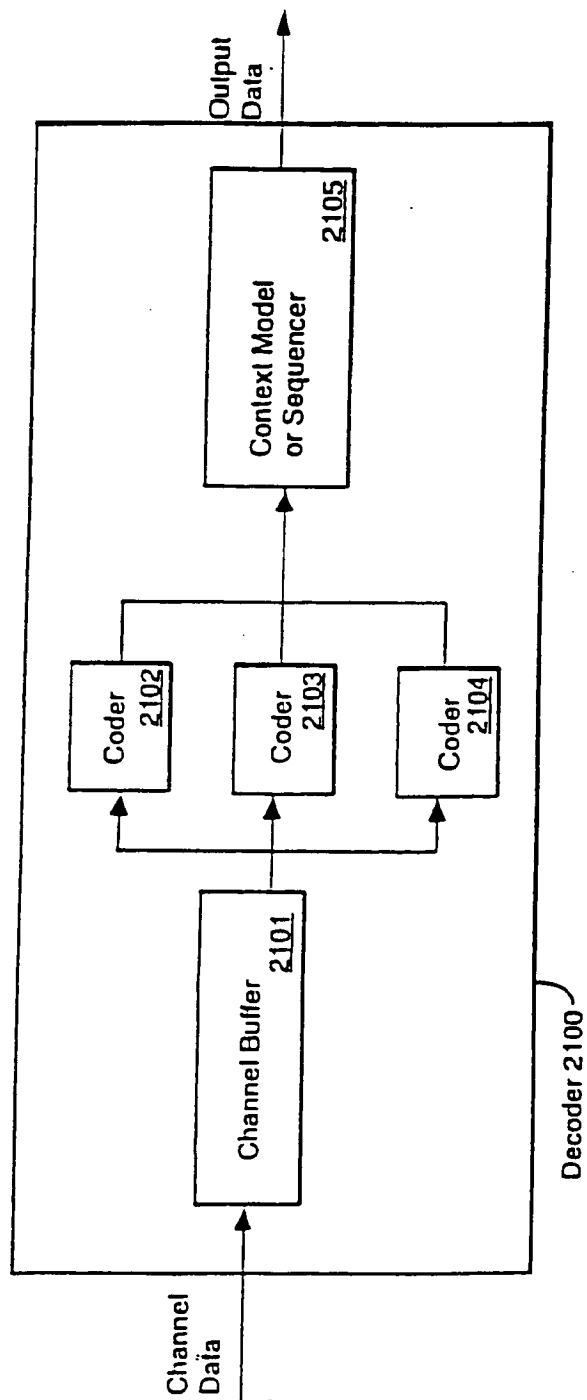 Channel
Data
Channel Buffer
2101
Coder
2102
Coder
2103
Coder
2104
Context Model
or Sequencer
2105
Output
Data
Decoder 2100